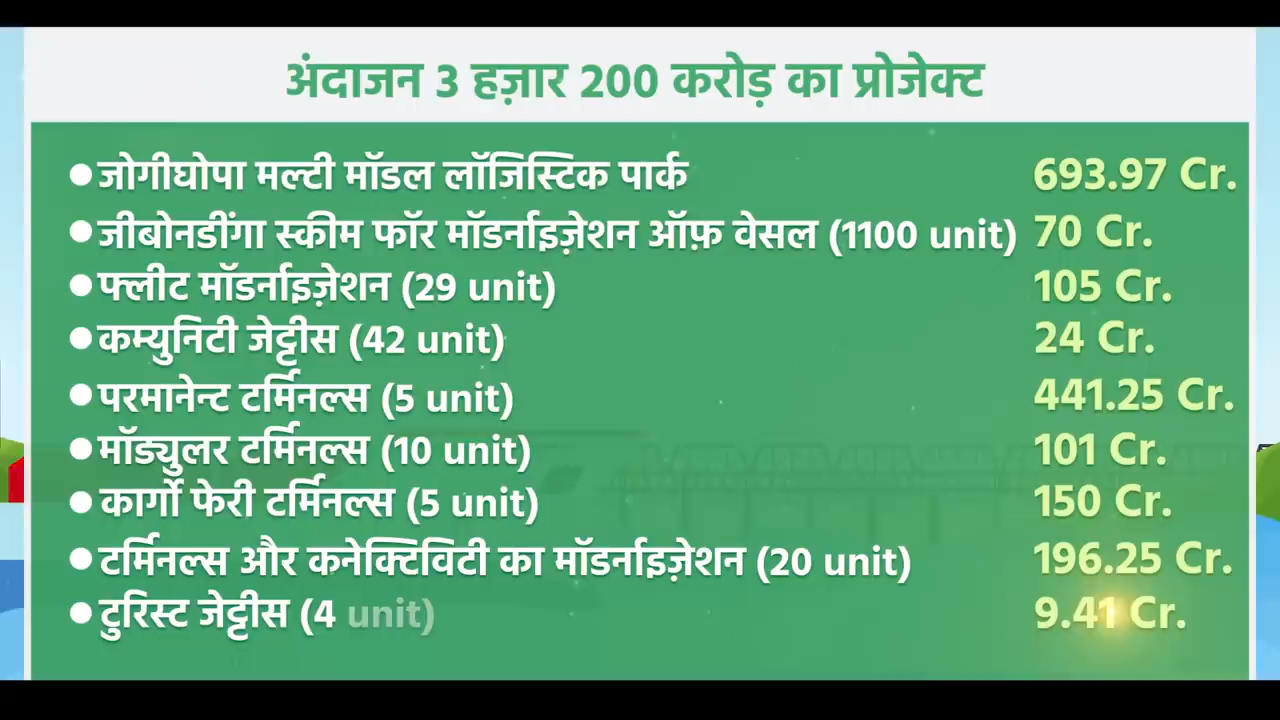 अंदाजन 3 हज़ार 200 करोड़ का प्रोजेक्ट
●जोगीघोपा मल्टी मॉडल लॉजिस्टिक पार्क 693.97 Cr.
●जीबोनडींगा स्कीम फॉर मॉडर्नाइज़ेशन ऑफ़ वेसल (1100 unit) 70 Cr.
●फ्लीट मॉडर्नाइज़ेशन (29 unit) 105 Cr.
●कम्युनिटी जेट्टीस (42 unit) 24 Cr.
●परमानेन्ट टर्मिनल्स (5 unit) 441.25 Cr.
●मॉड्युलर टर्मिनल्स (10 unit) 101 Cr.
●कार्गो फेरी टर्मिनल्स (5 unit) 150 Cr.
●टर्मिनल्स और कनेक्टिविटी का मॉडर्नाइज़ेशन (20 unit) 196.25 Cr.
●टुरिस्ट जेट्टीस (4 unit) 9.41 Cr.